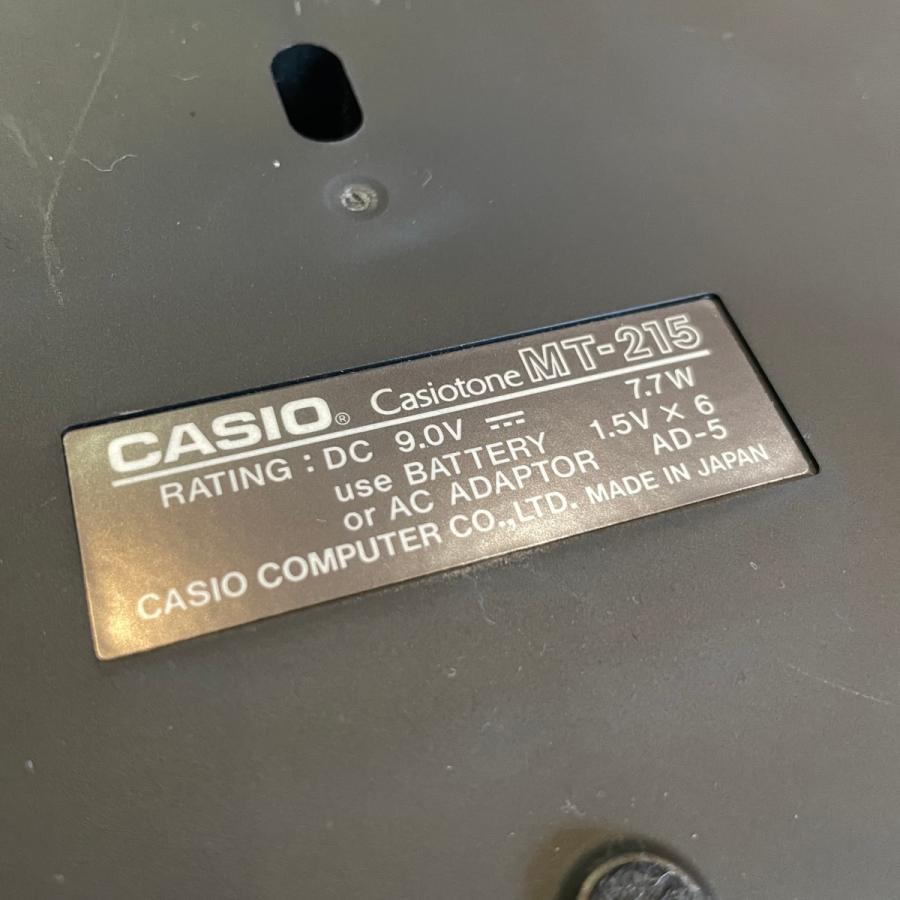 CASIO® Casiotone MT-215
RATING : DC 9.0V ⎓ 7.7W
use BATTERY 1.5V × 6
or AC ADAPTOR AD-5
CASIO COMPUTER CO.,LTD. MADE IN JAPAN